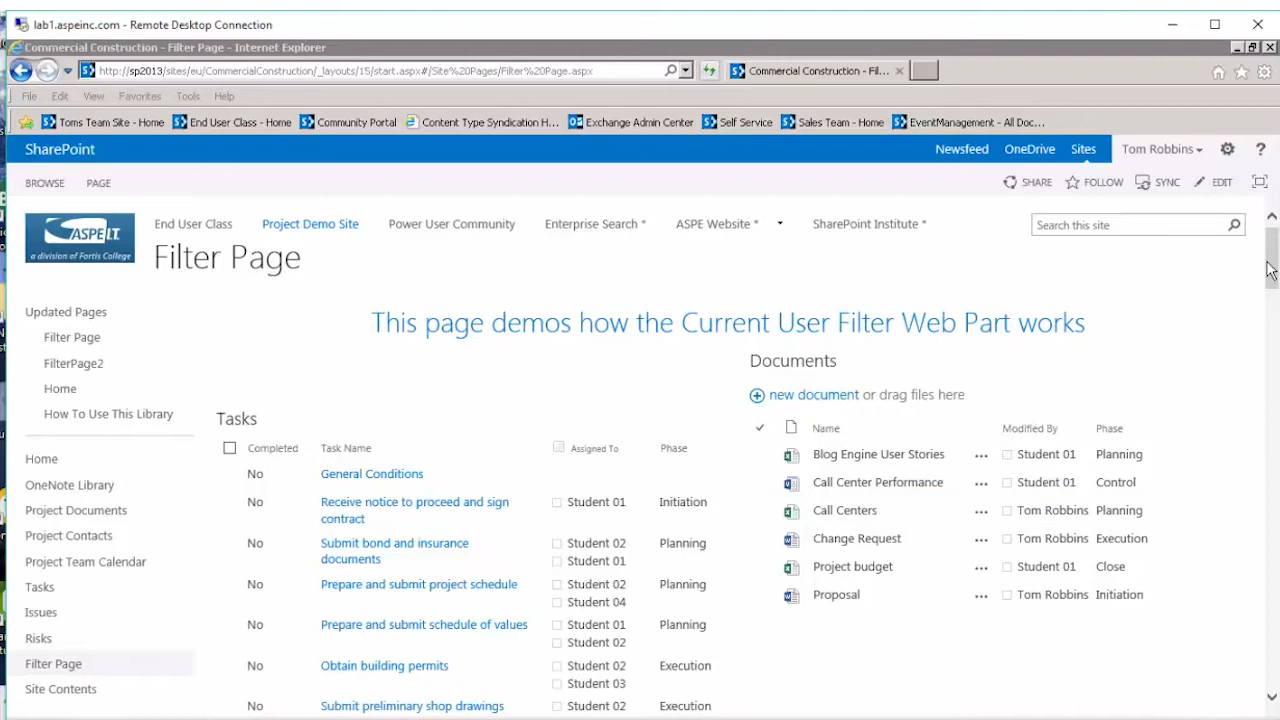 lab1.aspeinc.com - Remote Desktop Connection
Commercial Construction - Filter Page - Internet Explorer
http://sp2013/sites/eu/CommercialConstruction/_layouts/15/start.aspx#/Site%20Pages/Filter%20Page.aspx
Commercial Construction - Fil...
File Edit View Favorites Tools Help
Toms Team Site - Home End User Class - Home Community Portal Content Type Syndication H... Exchange Admin Center Self Service Sales Team - Home EventManagement - All Doc...
SharePoint Newsfeed OneDrive Sites Tom Robbins ?
BROWSE PAGE SHARE FOLLOW SYNC EDIT
ASPE I.T.
a division of Fortis College
End User Class Project Demo Site Power User Community Enterprise Search * ASPE Website * SharePoint Institute *
Search this site
Filter Page
Updated Pages
Filter Page
FilterPage2
Home
How To Use This Library
Home
OneNote Library
Project Documents
Project Contacts
Project Team Calendar
Tasks
Issues
Risks
Filter Page
Site Contents
This page demos how the Current User Filter Web Part works
Tasks
Completed Task Name Assigned To Phase
No General Conditions
No Receive notice to proceed and sign Student 01 Initiation
contract
No Submit bond and insurance Student 02 Planning
documents Student 01
No Prepare and submit project schedule Student 02 Planning
Student 04
No Prepare and submit schedule of values Student 01 Planning
Student 02
No Obtain building permits Student 02 Execution
Student 03
No Submit preliminary shop drawings Student 02 Execution
Documents
new document or drag files here
Name Modified By Phase
Blog Engine User Stories ... Student 01 Planning
Call Center Performance ... Student 01 Control
Call Centers ... Tom Robbins Planning
Change Request ... Tom Robbins Execution
Project budget ... Student 01 Close
Proposal ... Tom Robbins Initiation